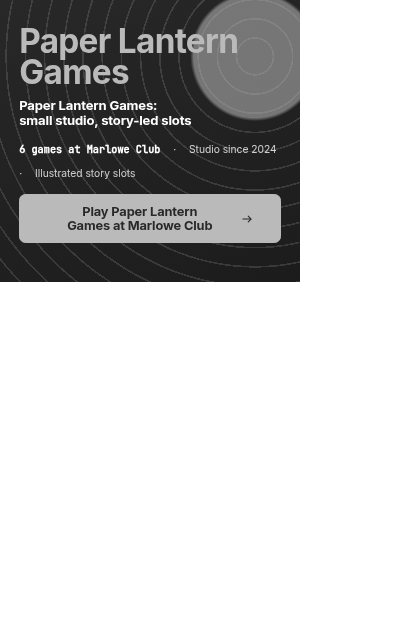 Paper Lantern
Games
Paper Lantern Games:
small studio, story-led slots
6 games at Marlowe Club · Studio since 2024
· Illustrated story slots
Play Paper Lantern
Games at Marlowe Club →